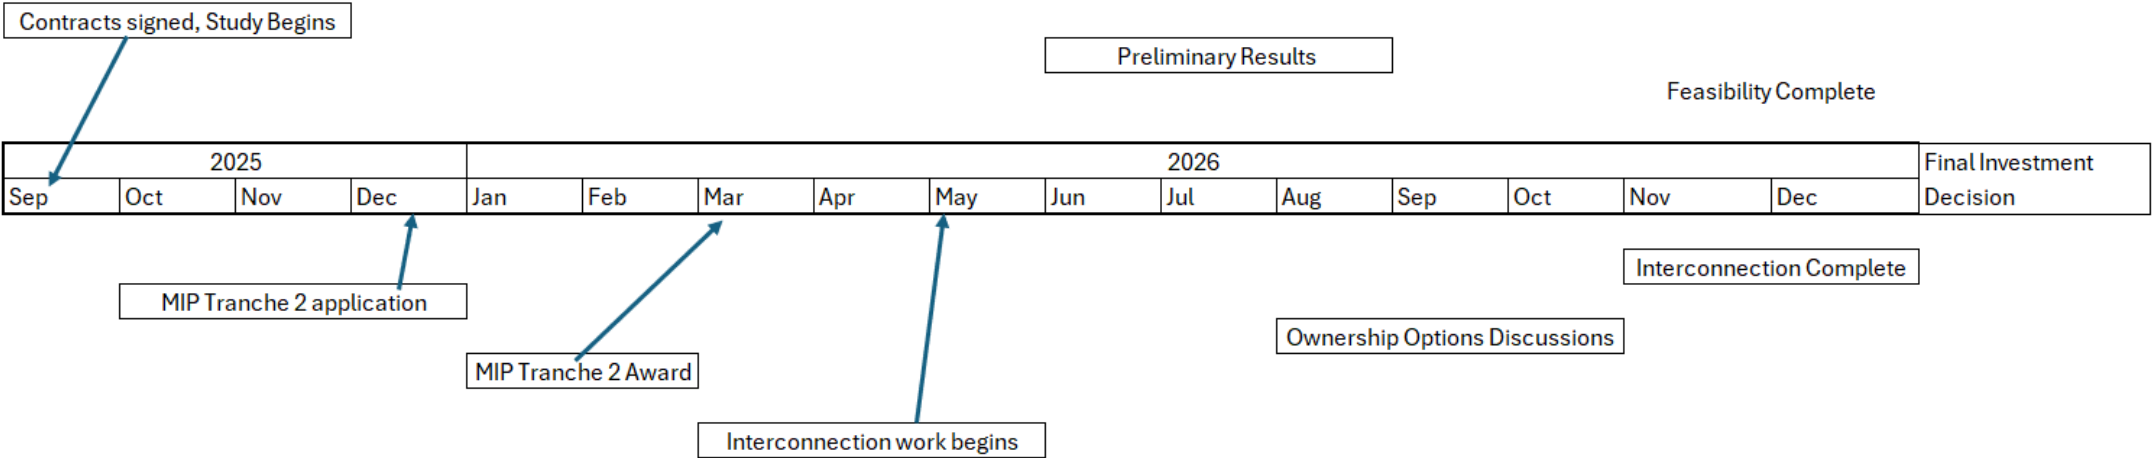 Contracts signed, Study Begins
Preliminary Results
Feasibility Complete
2025 2026 Final Investment
Sep Oct Nov Dec Jan Feb Mar Apr May Jun Jul Aug Sep Oct Nov Dec Decision
Interconnection Complete
MIP Tranche 2 application
Ownership Options Discussions
MIP Tranche 2 Award
Interconnection work begins